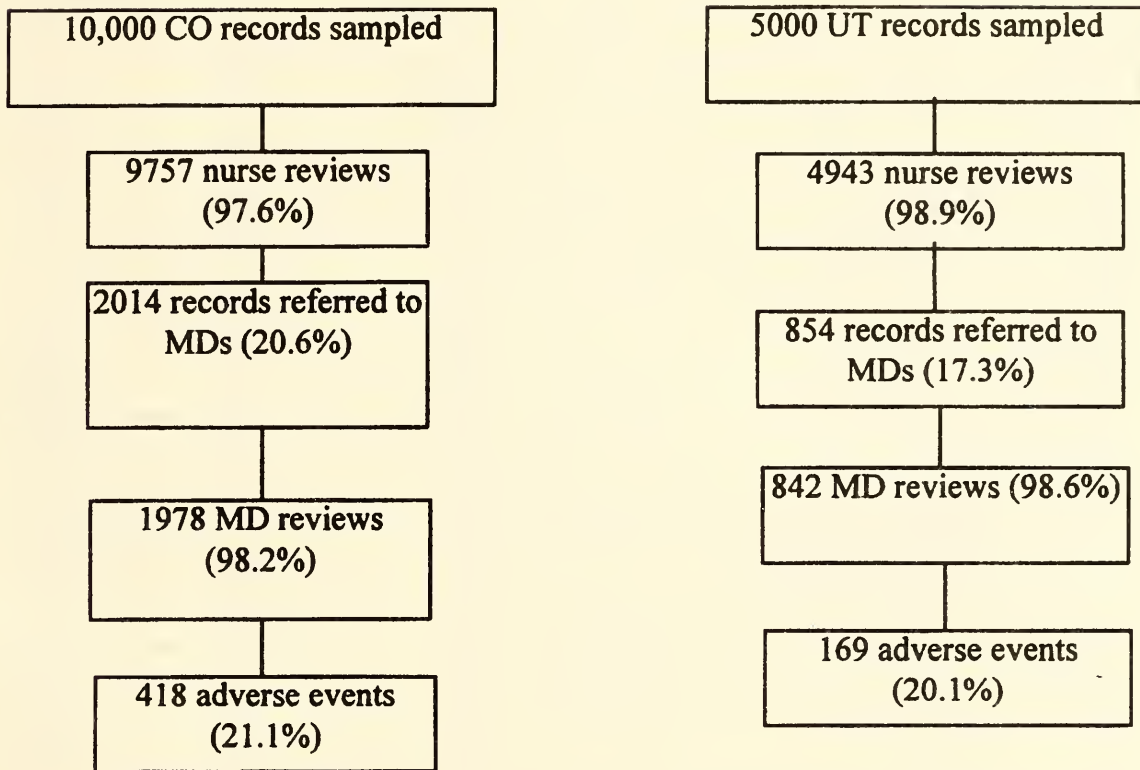 10,000 CO records sampled
9757 nurse reviews
(97.6%)
2014 records referred to
MDs (20.6%)
1978 MD reviews
(98.2%)
418 adverse events
(21.1%)
5000 UT records sampled
4943 nurse reviews
(98.9%)
854 records referred to
MDs (17.3%)
842 MD reviews (98.6%)
169 adverse events
(20.1%)